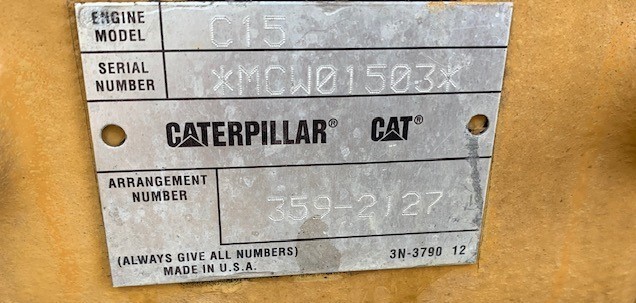 ENGINE MODEL C15
SERIAL NUMBER *MCW01503*
CATERPILLAR® CAT®
ARRANGEMENT NUMBER 359-2127
(ALWAYS GIVE ALL NUMBERS) 3N-3790 12
MADE IN U.S.A.